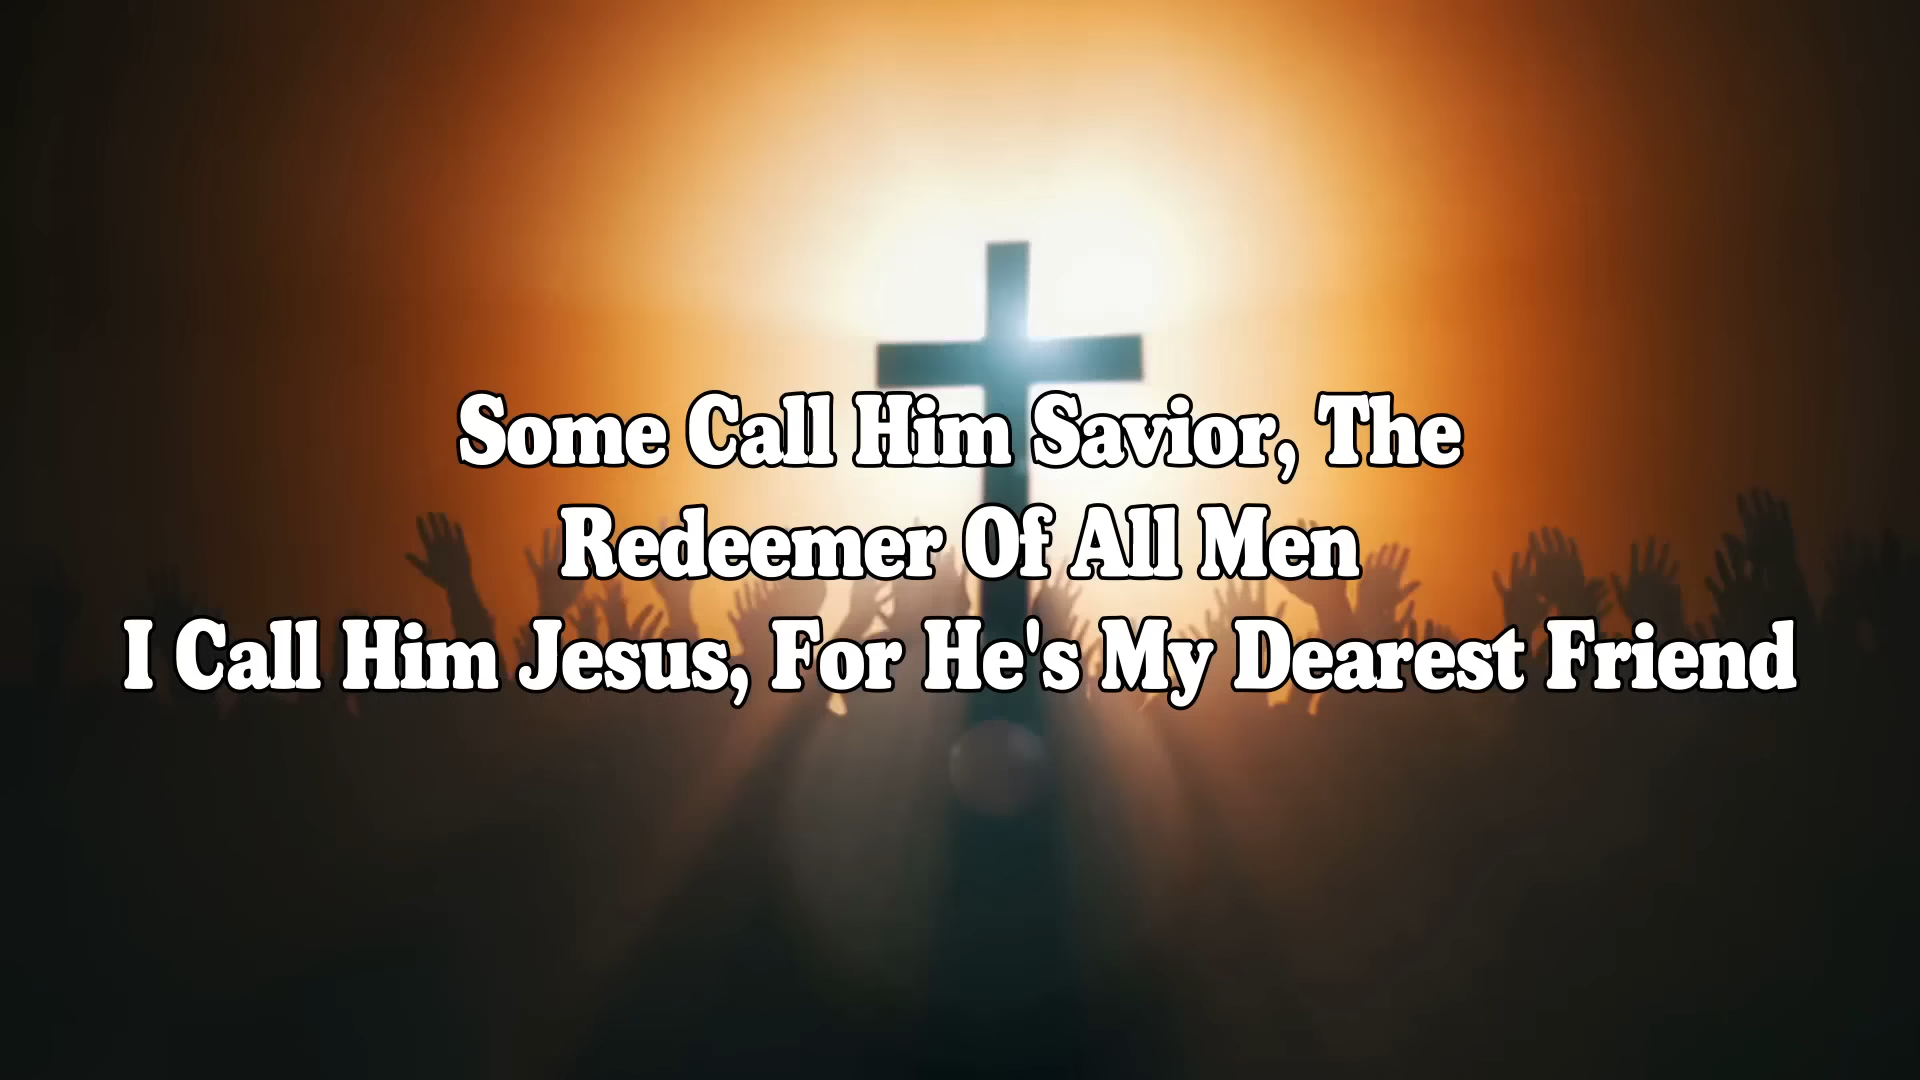 Some Call Him Savior, The
Redeemer Of All Men
I Call Him Jesus, For He's My Dearest Friend